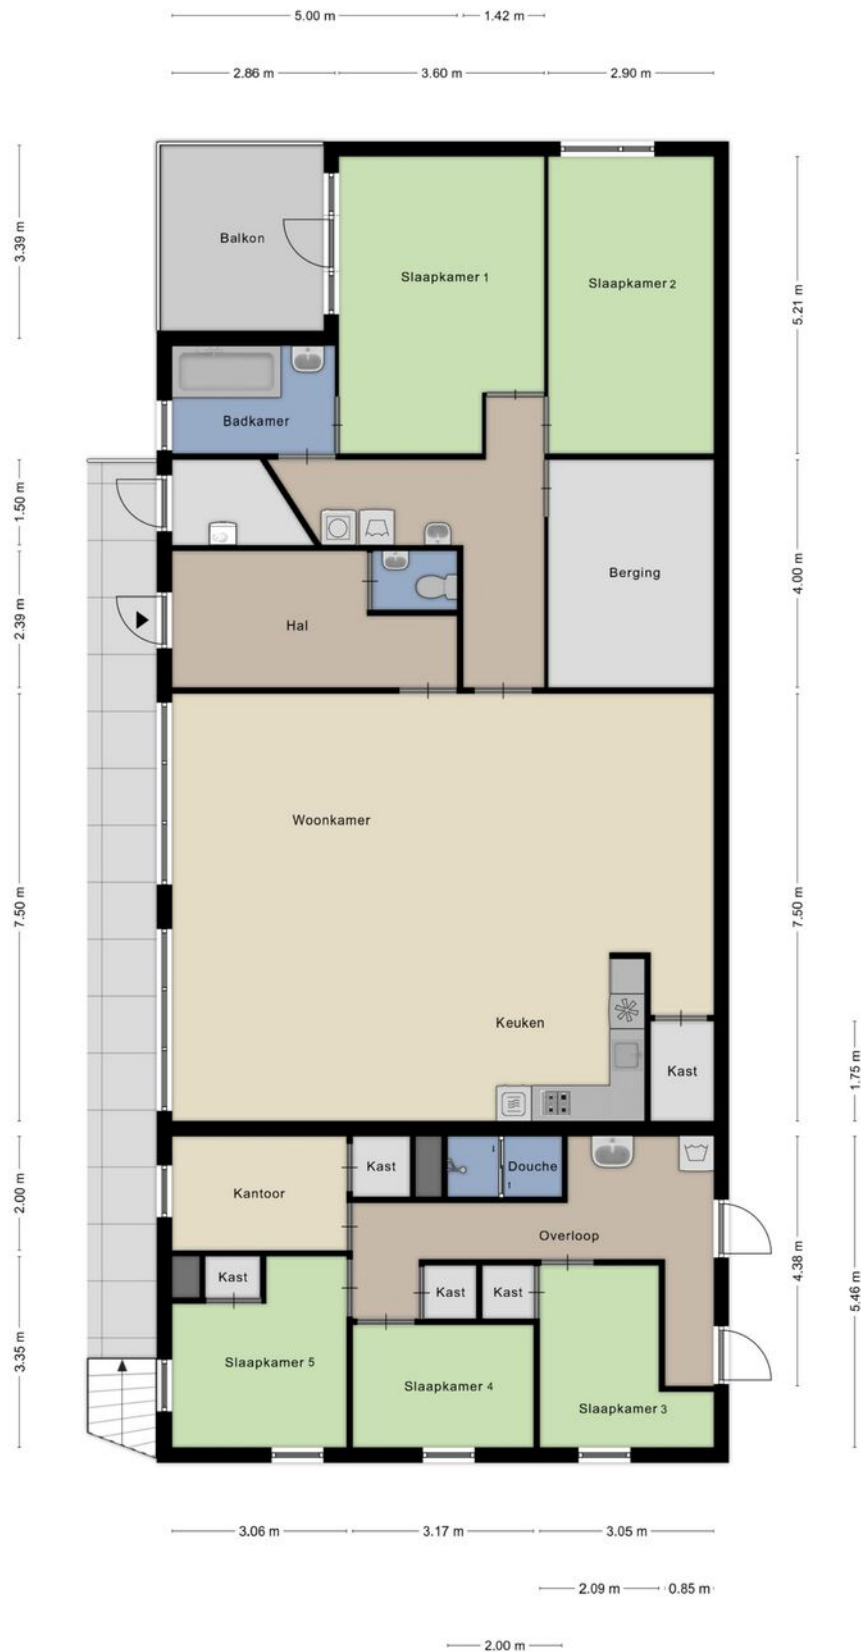 5.00 m
1.42 m
2.86 m
3.60 m
2.90 m
3.39 m
Balkon
Slaapkamer 1
Slaapkamer 2
5.21 m
Badkamer
1.50 m
2.39 m
Hal
Berging
4.00 m
Woonkamer
7.50 m
7.50 m
Keuken
Kast
1.75 m
Kantoor
Kast
Douche
1
1
2.00 m
Overloop
4.38 m
5.46 m
Kast
Kast
Kast
3.35 m
Slaapkamer 5
Slaapkamer 4
Slaapkamer 3
3.06 m
3.17 m
3.05 m
2.09 m
0.85 m
2.00 m